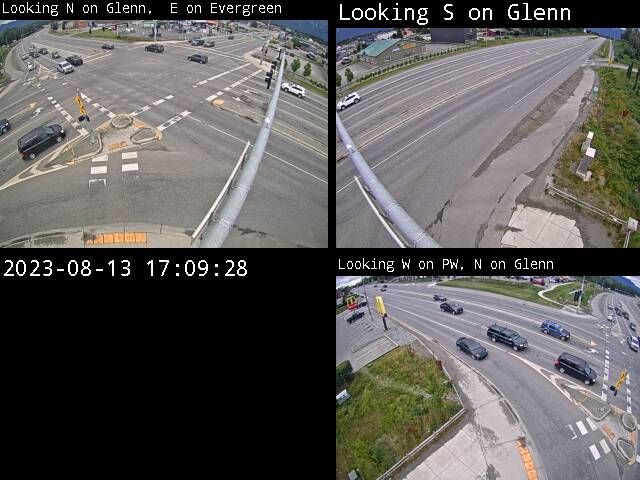 Looking N on Glenn, E on Evergreen
Looking S on Glenn
2023-08-13 17:09:28
Looking W on PW, N on Glenn